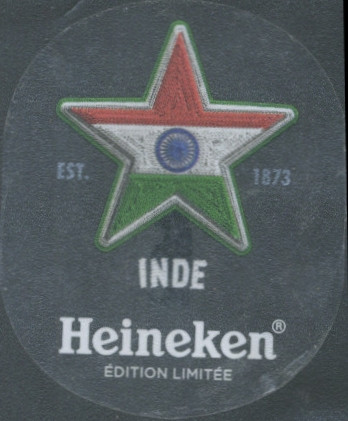 EST. 1873
INDE
Heineken®
ÉDITION LIMITÉE